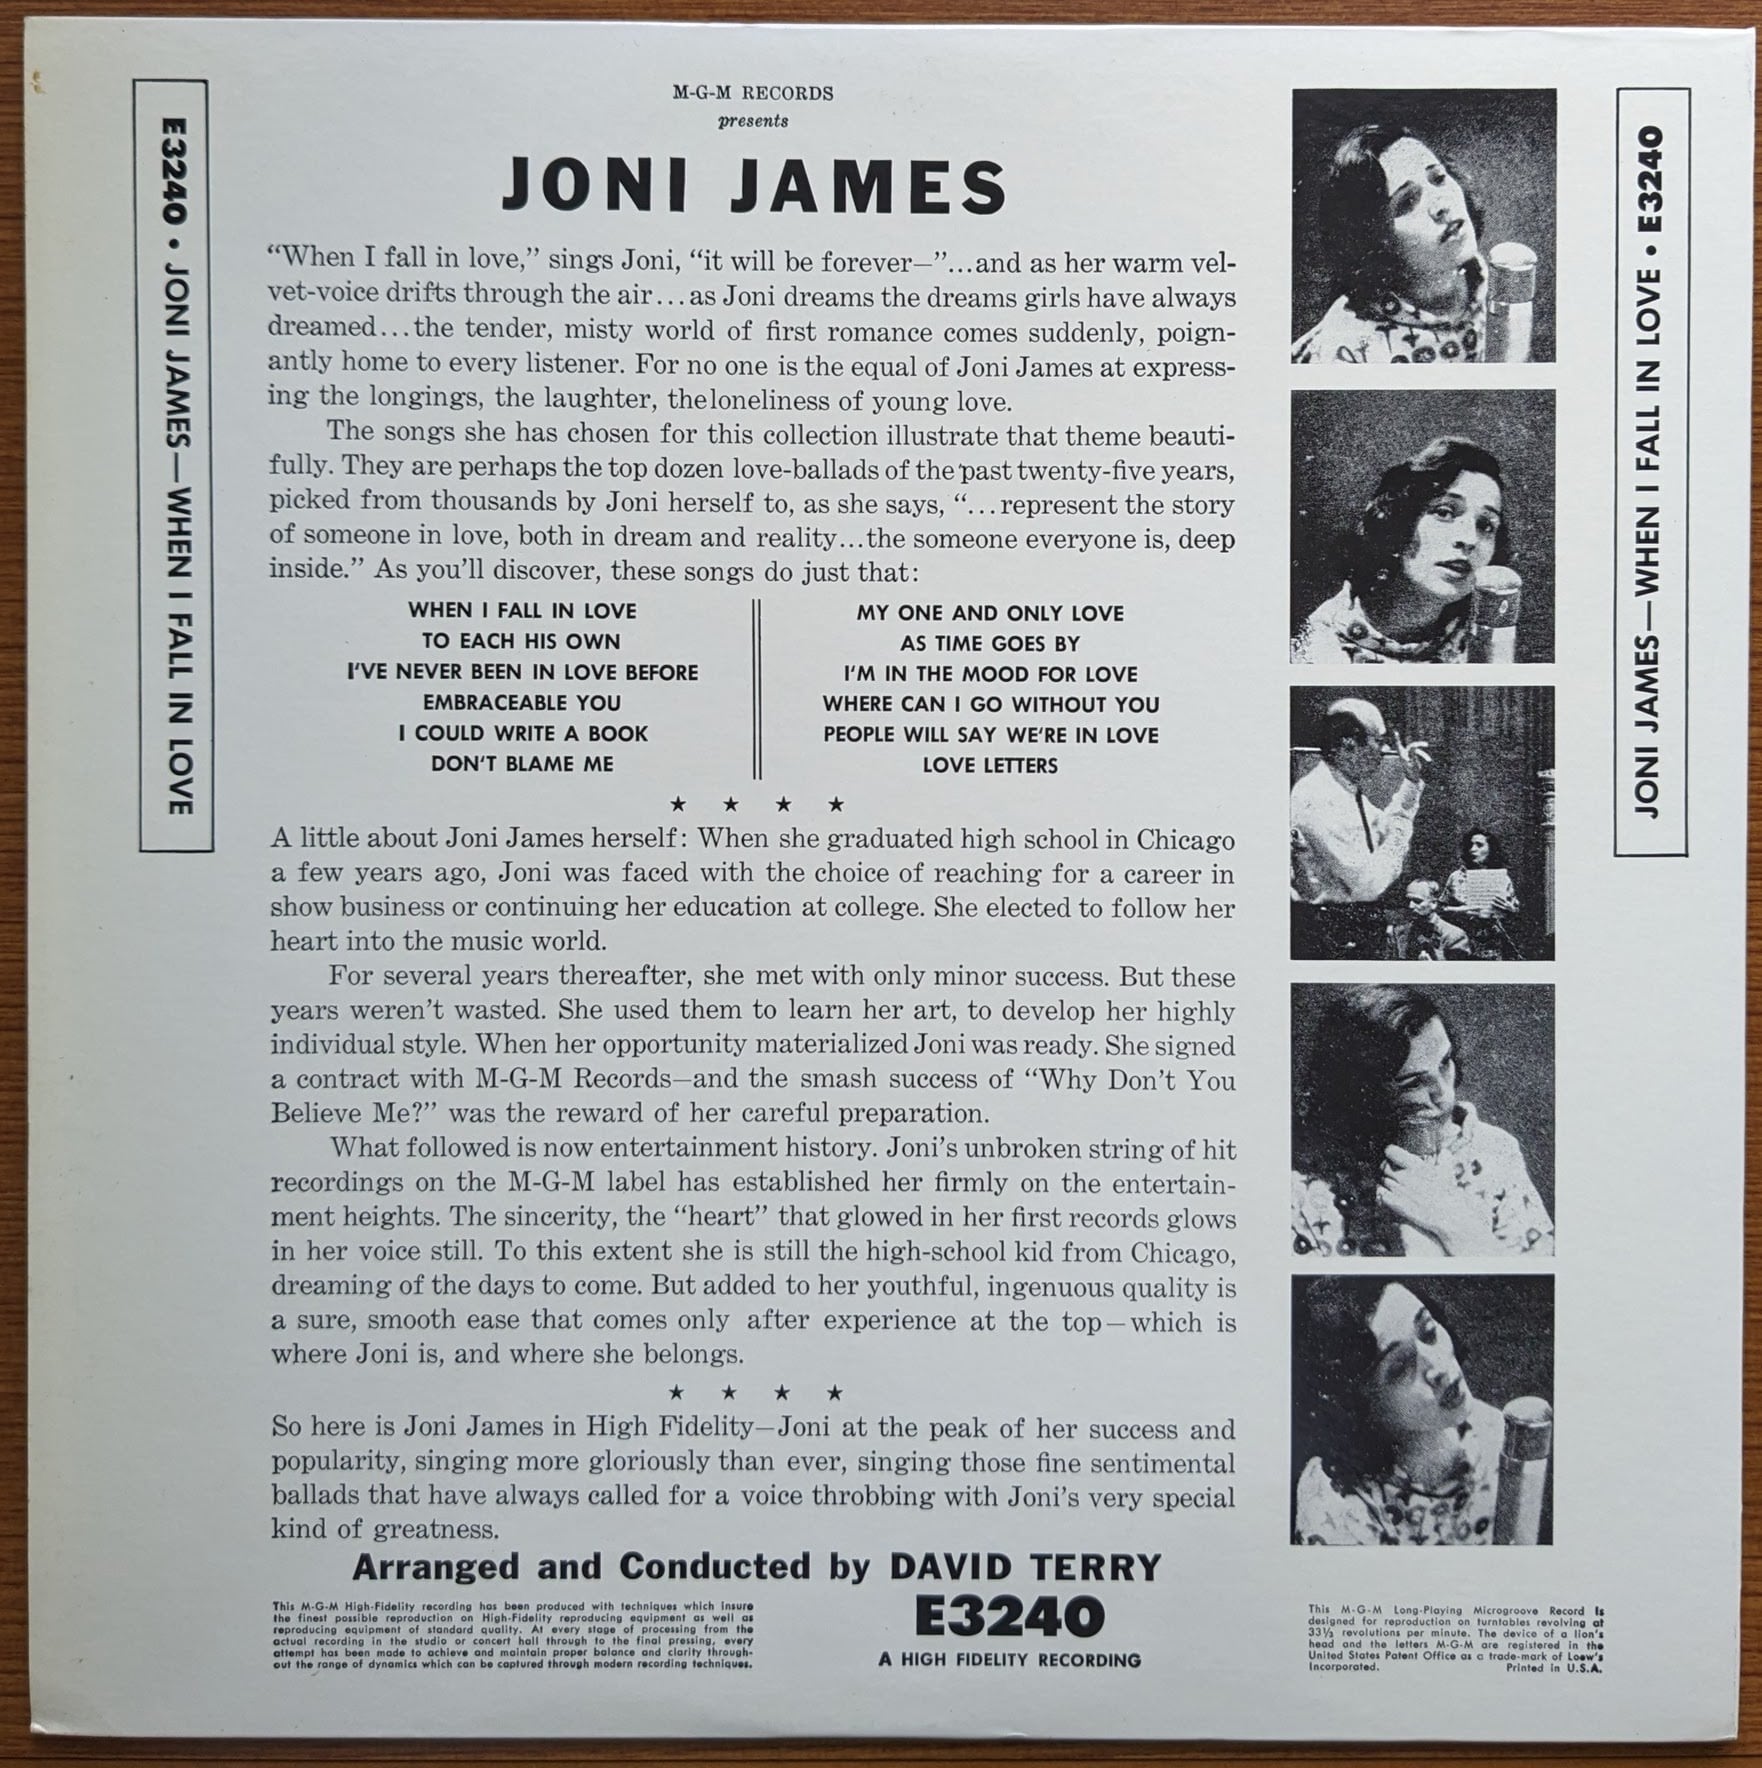 E3240 • JONI JAMES—WHEN I FALL IN LOVE
M-G-M RECORDS
presents
JONI JAMES
“When I fall in love,” sings Joni, “it will be forever—”...and as her warm vel-
vet-voice drifts through the air...as Joni dreams the dreams girls have always
dreamed...the tender, misty world of first romance comes suddenly, poign-
antly home to every listener. For no one is the equal of Joni James at express-
ing the longings, the laughter, theloneliness of young love.
The songs she has chosen for this collection illustrate that theme beauti-
fully. They are perhaps the top dozen love-ballads of the past twenty-five years,
picked from thousands by Joni herself to, as she says, “...represent the story
of someone in love, both in dream and reality...the someone everyone is, deep
inside.” As you’ll discover, these songs do just that:
WHEN I FALL IN LOVE
TO EACH HIS OWN
I’VE NEVER BEEN IN LOVE BEFORE
EMBRACEABLE YOU
I COULD WRITE A BOOK
DON’T BLAME ME
MY ONE AND ONLY LOVE
AS TIME GOES BY
I’M IN THE MOOD FOR LOVE
WHERE CAN I GO WITHOUT YOU
PEOPLE WILL SAY WE’RE IN LOVE
LOVE LETTERS
★ ★ ★ ★
A little about Joni James herself: When she graduated high school in Chicago
a few years ago, Joni was faced with the choice of reaching for a career in
show business or continuing her education at college. She elected to follow her
heart into the music world.
For several years thereafter, she met with only minor success. But these
years weren’t wasted. She used them to learn her art, to develop her highly
individual style. When her opportunity materialized Joni was ready. She signed
a contract with M-G-M Records—and the smash success of “Why Don’t You
Believe Me?” was the reward of her careful preparation.
What followed is now entertainment history. Joni’s unbroken string of hit
recordings on the M-G-M label has established her firmly on the entertain-
ment heights. The sincerity, the “heart” that glowed in her first records glows
in her voice still. To this extent she is still the high-school kid from Chicago,
dreaming of the days to come. But added to her youthful, ingenuous quality is
a sure, smooth ease that comes only after experience at the top—which is
where Joni is, and where she belongs.
★ ★ ★ ★
So here is Joni James in High Fidelity—Joni at the peak of her success and
popularity, singing more gloriously than ever, singing those fine sentimental
ballads that have always called for a voice throbbing with Joni’s very special
kind of greatness.
Arranged and Conducted by DAVID TERRY
This M-G-M High-Fidelity recording has been produced with techniques which insure
the finest possible reproduction on High-Fidelity reproducing equipment as well as
reproducing equipment of standard quality. At every stage of processing from the
actual recording in the studio or concert hall through to the final pressing, every
attempt has been made to achieve and maintain proper balance and clarity through-
out the range of dynamics which can be captured through modern recording techniques.
E3240
A HIGH FIDELITY RECORDING
This M-G-M Long-Playing Microgroove Record is
designed for reproduction on turntables revolving at
33⅓ revolutions per minute. The device of a lion’s
head and the letters M-G-M are registered in the
United States Patent Office as a trade-mark of Loew’s
Incorporated. Printed in U.S.A.
JONI JAMES—WHEN I FALL IN LOVE • E3240